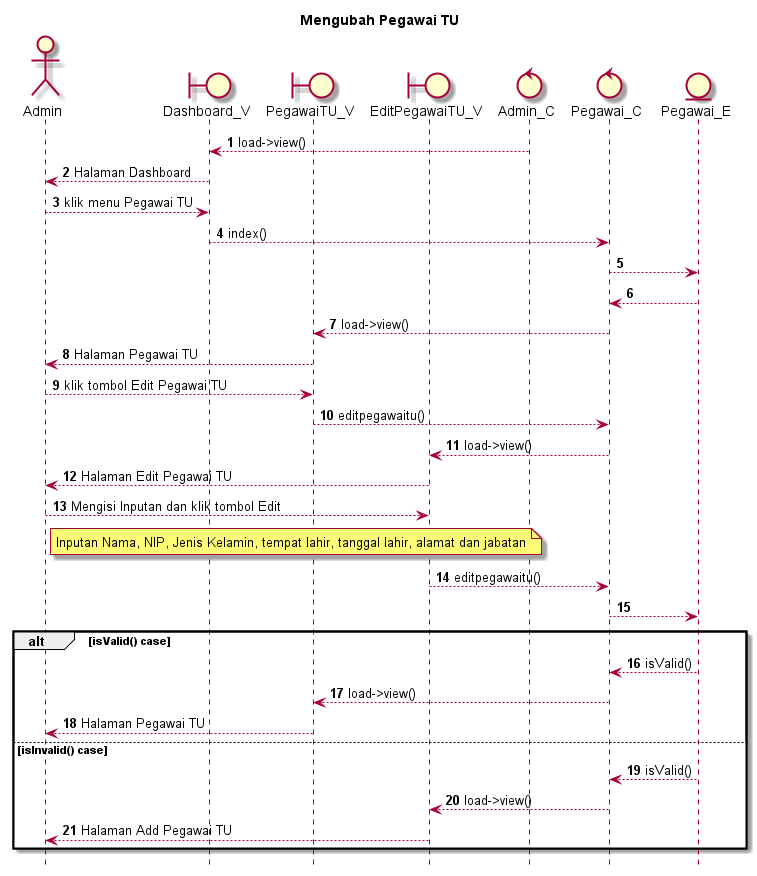 Mengubah Pegawai TU
Admin
Dashboard_V
PegawaiTU_V
EditPegawaiTU_V
Admin_C
Pegawai_C
Pegawai_E
1 load->view()
2 Halaman Dashboard
3 klik menu Pegawai TU
4 index()
5
6
7 load->view()
8 Halaman Pegawai TU
9 klik tombol Edit Pegawai TU
10 editpegawaitu()
11 load->view()
12 Halaman Edit Pegawai TU
13 Mengisi Inputan dan klik tombol Edit
Inputan Nama, NIP, Jenis Kelamin, tempat lahir, tanggal lahir, alamat dan jabatan
14 editpegawaitu()
15
alt [isValid() case]
16 isValid()
17 load->view()
18 Halaman Pegawai TU
[isInvalid() case]
19 isValid()
20 load->view()
21 Halaman Add Pegawai TU